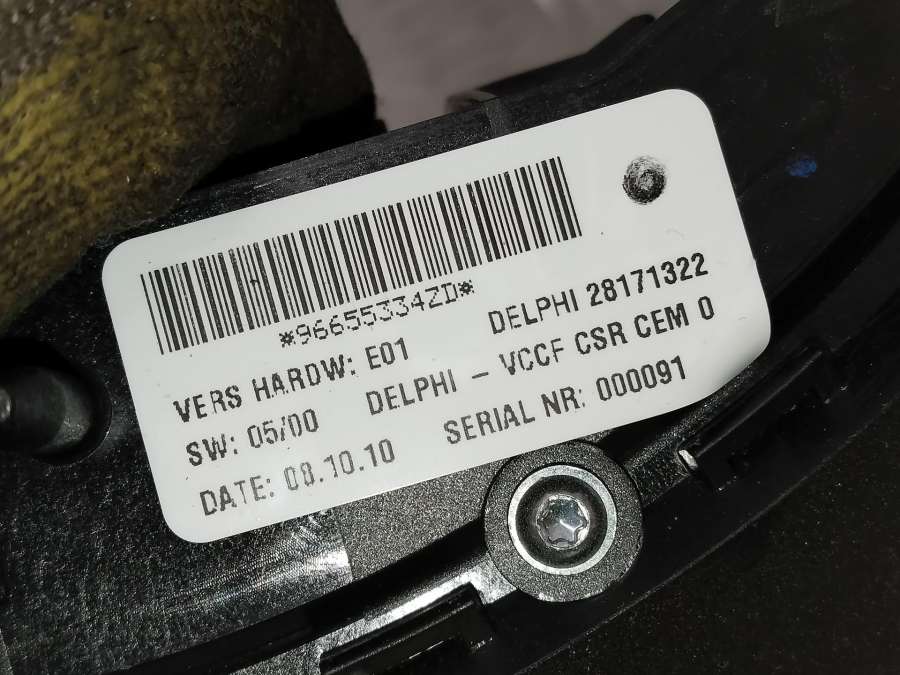 *96655334ZD*
VERS HARDW: E01 DELPHI 28171322
SW: 05/00 DELPHI - VCCF CSR CEM 0
DATE: 08.10.10 SERIAL NR: 000091